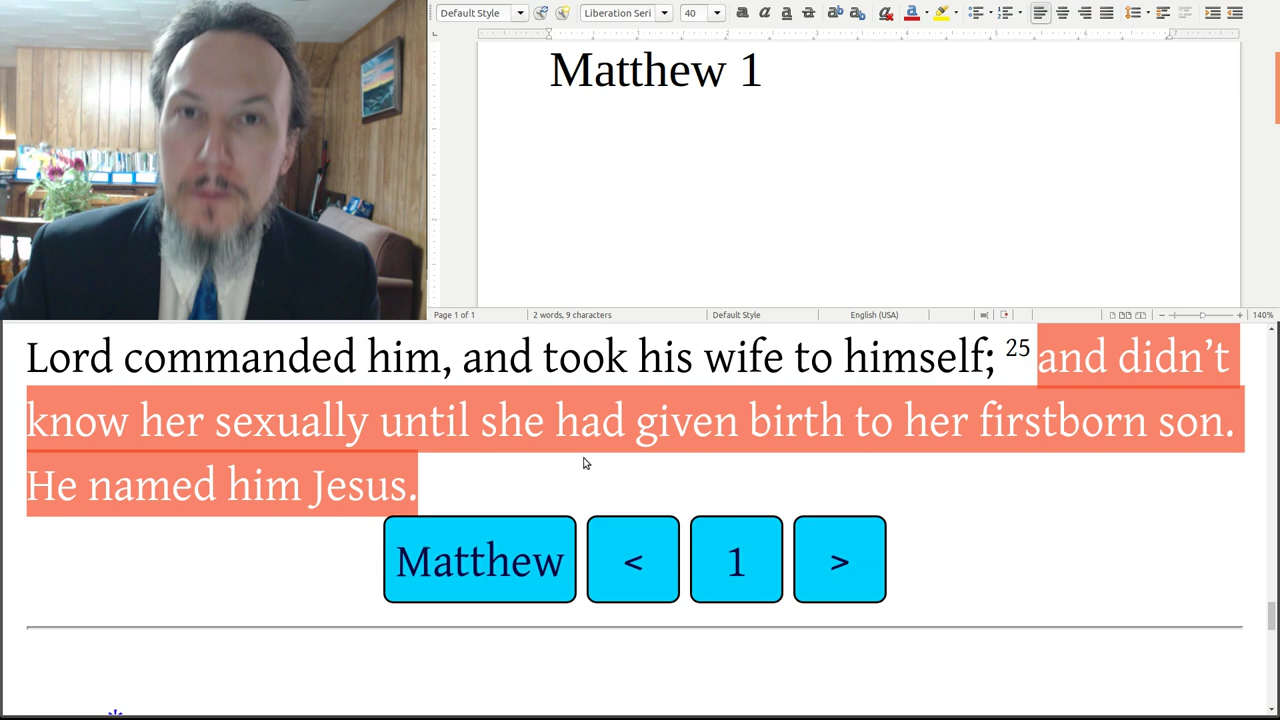 Default Style
Liberation Seri
40
Matthew 1
Page 1 of 1
2 words, 9 characters
Default Style
English (USA)
140%
Lord commanded him, and took his wife to himself; 25 and didn’t
know her sexually until she had given birth to her firstborn son.
He named him Jesus.
Matthew
<
1
>
*